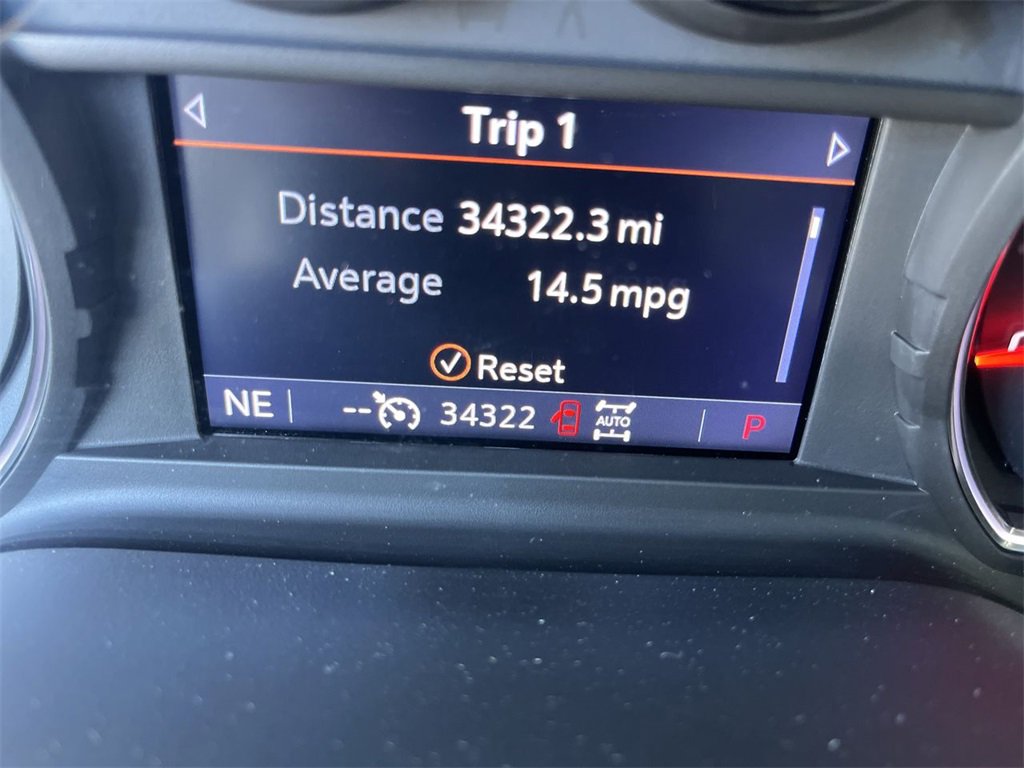 Trip 1
Distance 34322.3 mi
Average 14.5 mpg
Reset
NE -- 34322 AUTO P